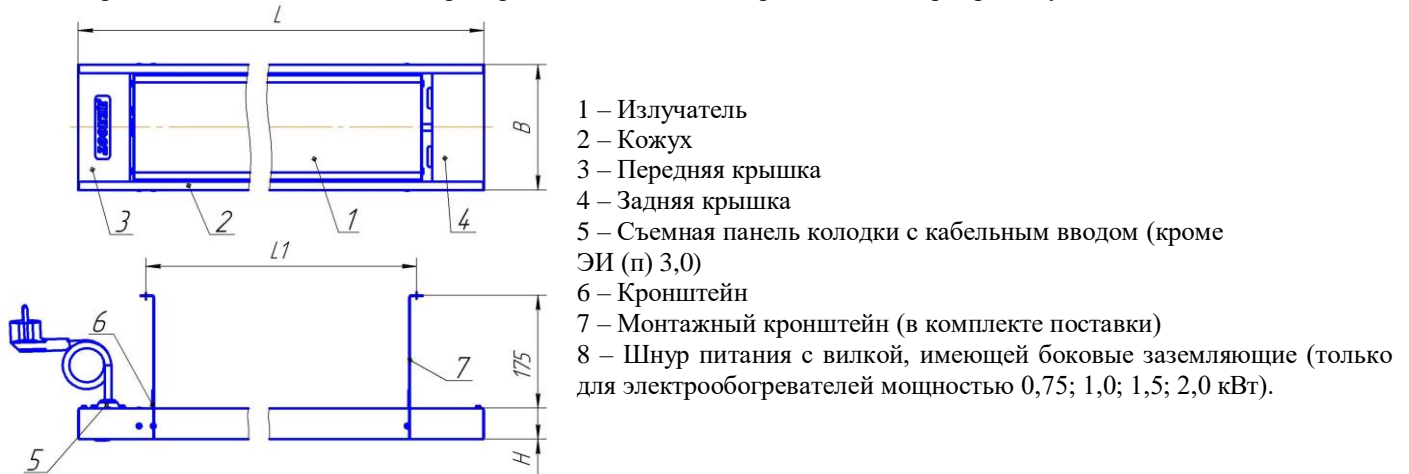 L
B
3
2
1
4
L1
6
7
175
5
H
1 – Излучатель
2 – Кожух
3 – Передняя крышка
4 – Задняя крышка
5 – Съемная панель колодки с кабельным вводом (кроме
ЭИ (п) 3,0)
6 – Кронштейн
7 – Монтажный кронштейн (в комплекте поставки)
8 – Шнур питания с вилкой, имеющей боковые заземляющие (только
для электрообогревателей мощностью 0,75; 1,0; 1,5; 2,0 кВт).